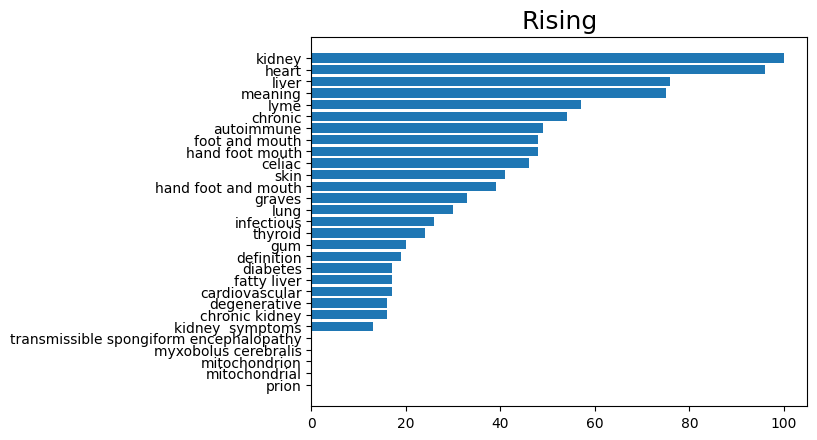 Rising
kidney
heart
liver
meaning
lyme
chronic
autoimmune
foot and mouth
hand foot mouth
celiac
skin
hand foot and mouth
graves
lung
infectious
thyroid
gum
definition
diabetes
fatty liver
cardiovascular
degenerative
chronic kidney
kidney  symptoms
transmissible spongiform encephalopathy
myxobolus cerebralis
mitochondrion
mitochondrial
prion
0 20 40 60 80 100